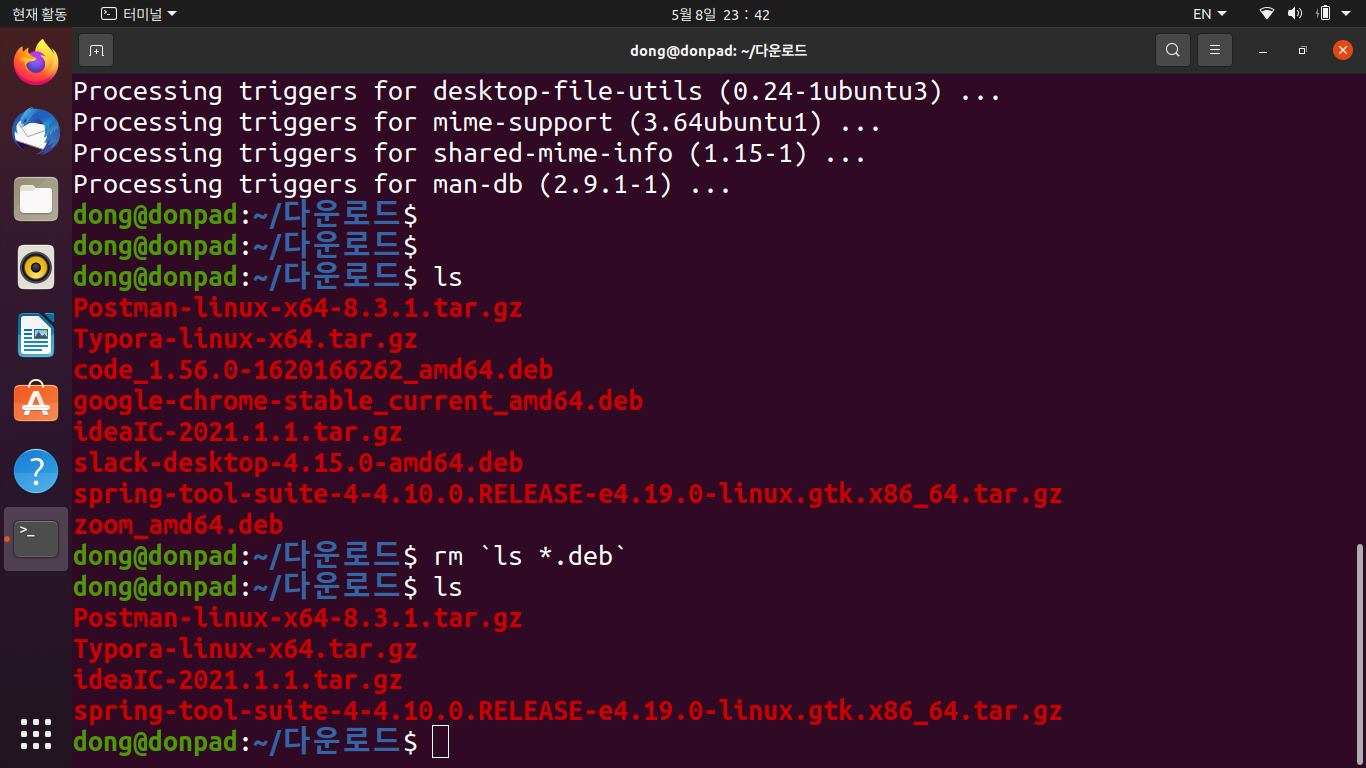 현재 활동 터미널 5월 8일 23 : 42 EN
dong@donpad: ~/다운로드
Processing triggers for desktop-file-utils (0.24-1ubuntu3) ...
Processing triggers for mime-support (3.64ubuntu1) ...
Processing triggers for shared-mime-info (1.15-1) ...
Processing triggers for man-db (2.9.1-1) ...
dong@donpad:~/다운로드$
dong@donpad:~/다운로드$
dong@donpad:~/다운로드$ ls
Postman-linux-x64-8.3.1.tar.gz
Typora-linux-x64.tar.gz
code_1.56.0-1620166262_amd64.deb
google-chrome-stable_current_amd64.deb
ideaIC-2021.1.1.tar.gz
slack-desktop-4.15.0-amd64.deb
spring-tool-suite-4-4.10.0.RELEASE-e4.19.0-linux.gtk.x86_64.tar.gz
zoom_amd64.deb
dong@donpad:~/다운로드$ rm `ls *.deb`
dong@donpad:~/다운로드$ ls
Postman-linux-x64-8.3.1.tar.gz
Typora-linux-x64.tar.gz
ideaIC-2021.1.1.tar.gz
spring-tool-suite-4-4.10.0.RELEASE-e4.19.0-linux.gtk.x86_64.tar.gz
dong@donpad:~/다운로드$